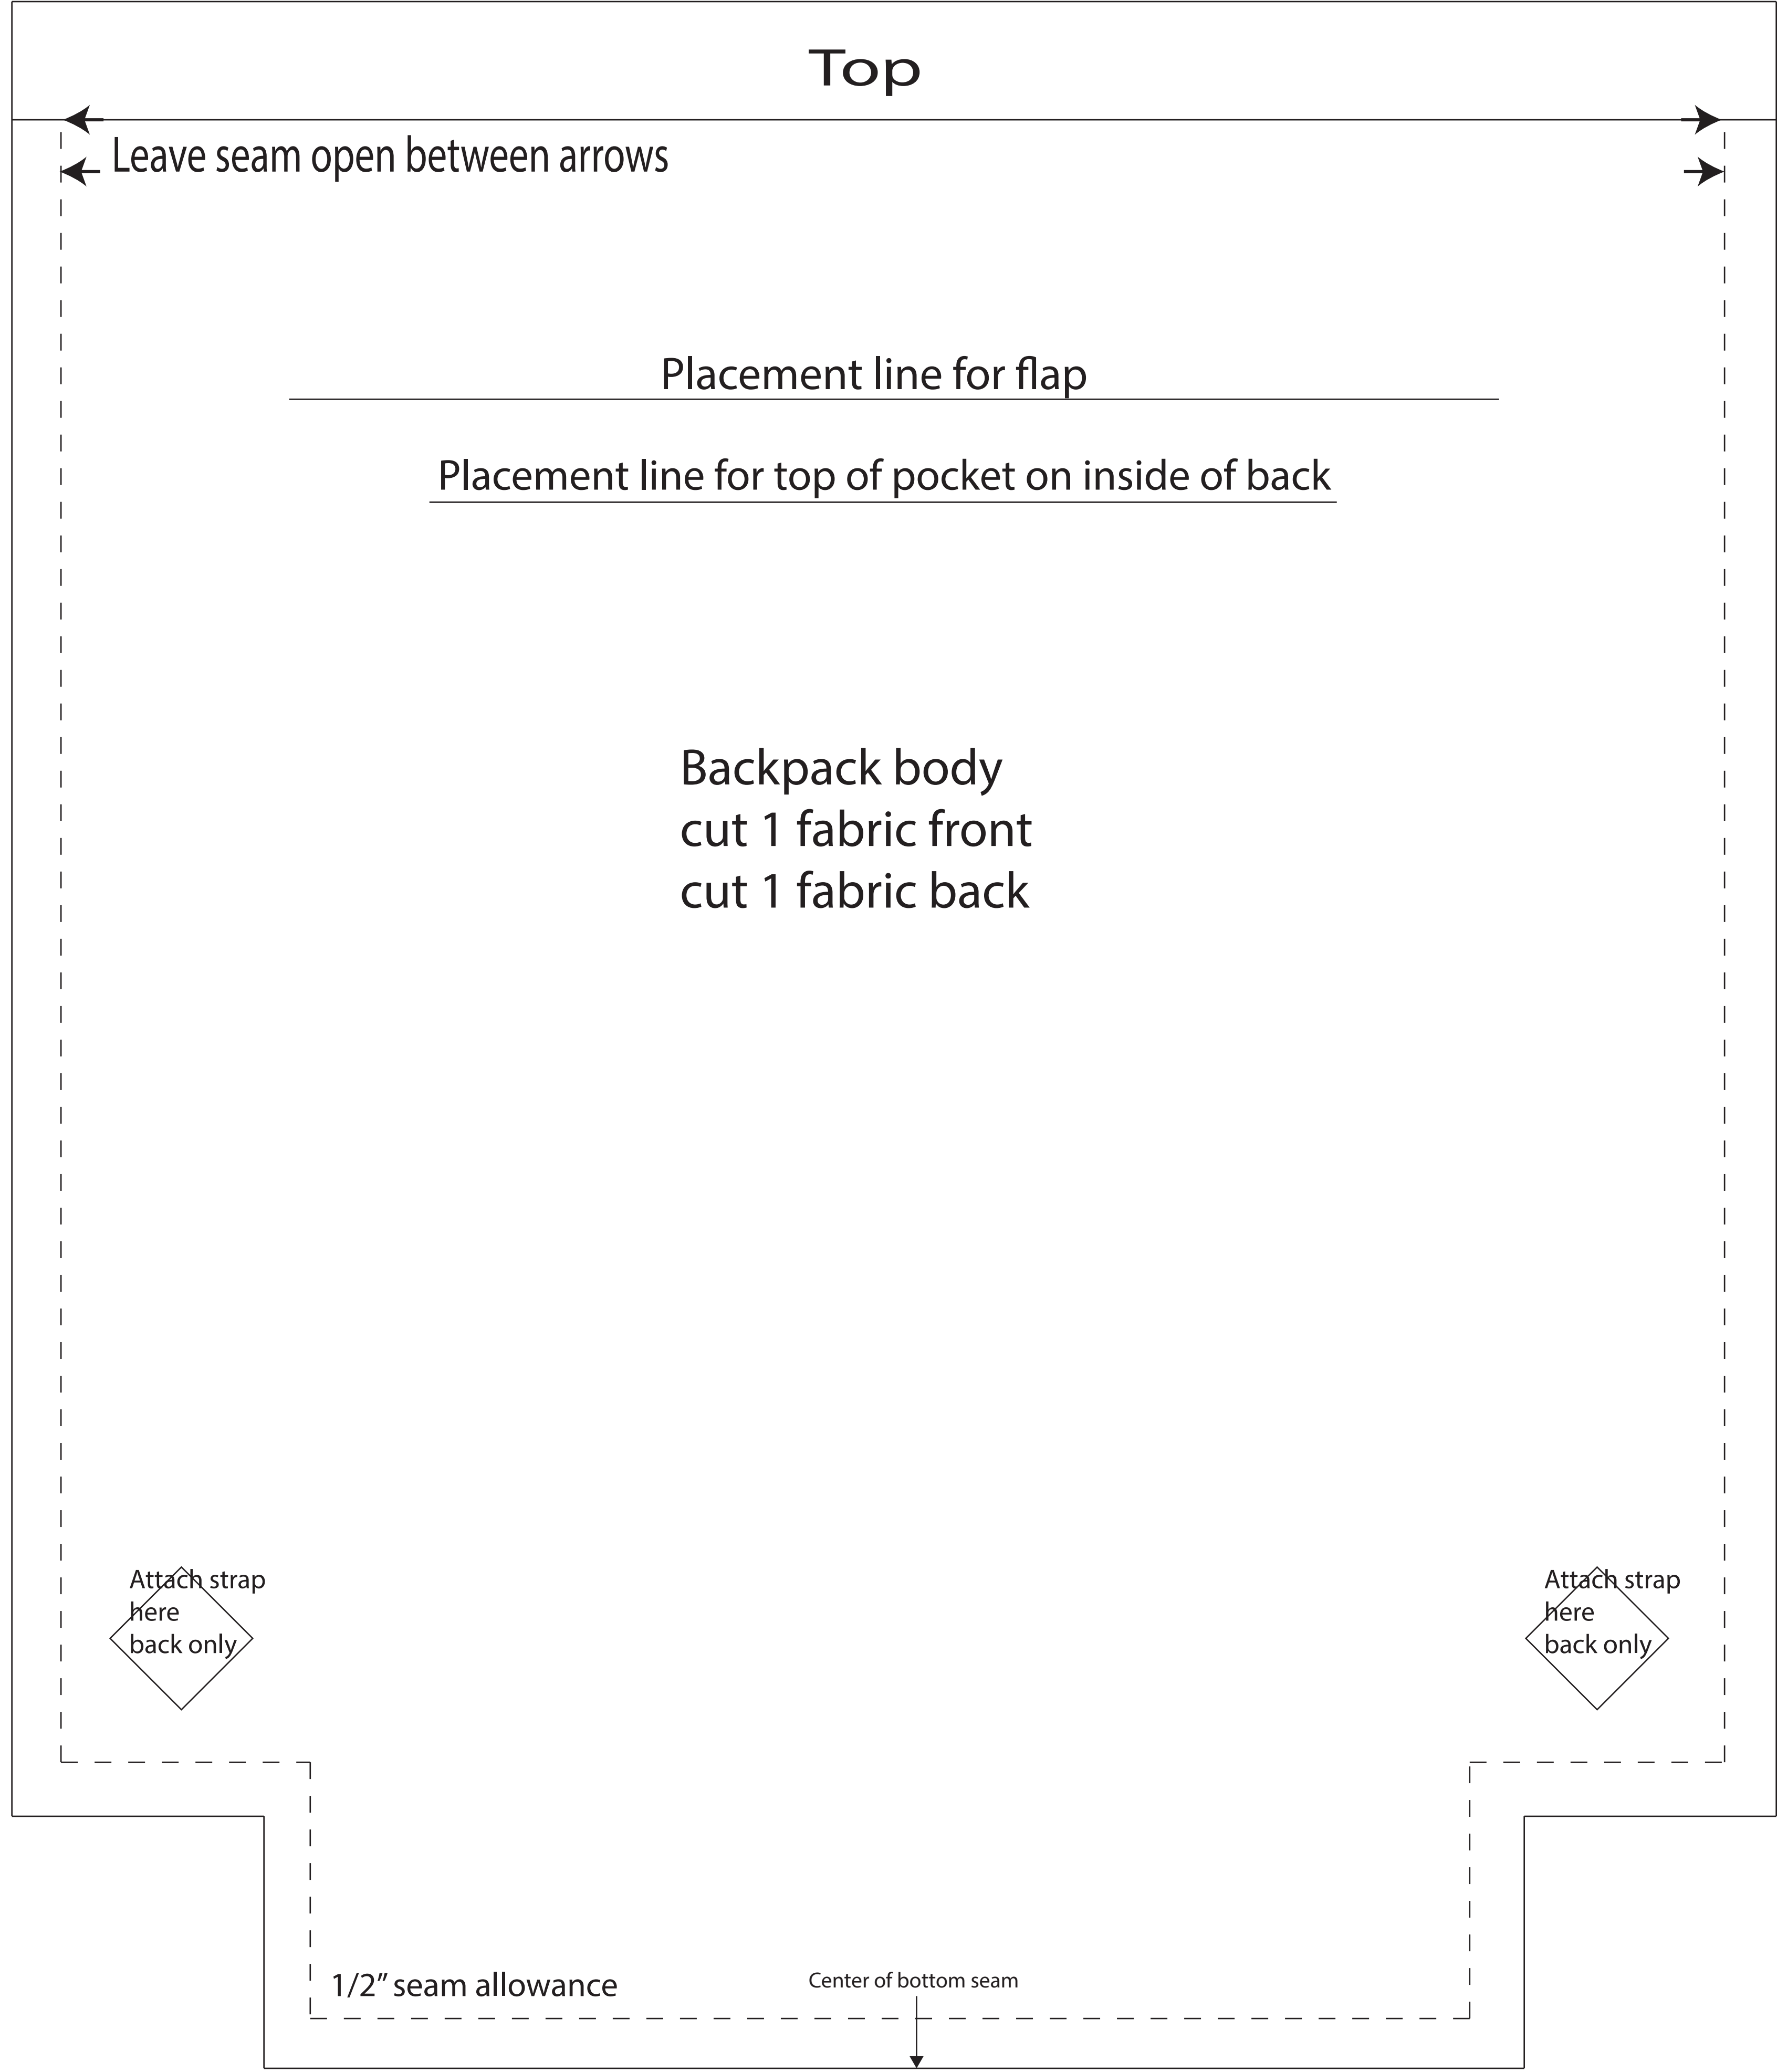 Top
Leave seam open between arrows
Placement line for flap
Placement line for top of pocket on inside of back
Backpack body
cut 1 fabric front
cut 1 fabric back
Attach strap
here
back only
Attach strap
here
back only
1/2” seam allowance
Center of bottom seam